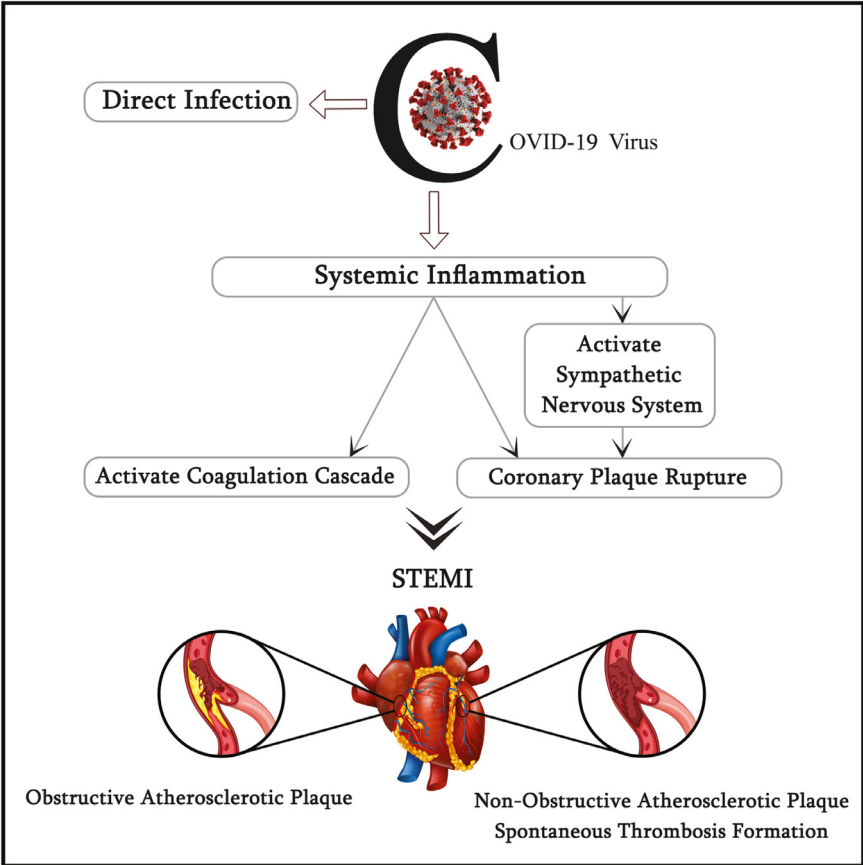 Direct Infection
COVID-19 Virus
Systemic Inflammation
Activate
Sympathetic
Nervous System
Activate Coagulation Cascade
Coronary Plaque Rupture
STEMI
Obstructive Atherosclerotic Plaque
Non-Obstructive Atherosclerotic Plaque
Spontaneous Thrombosis Formation